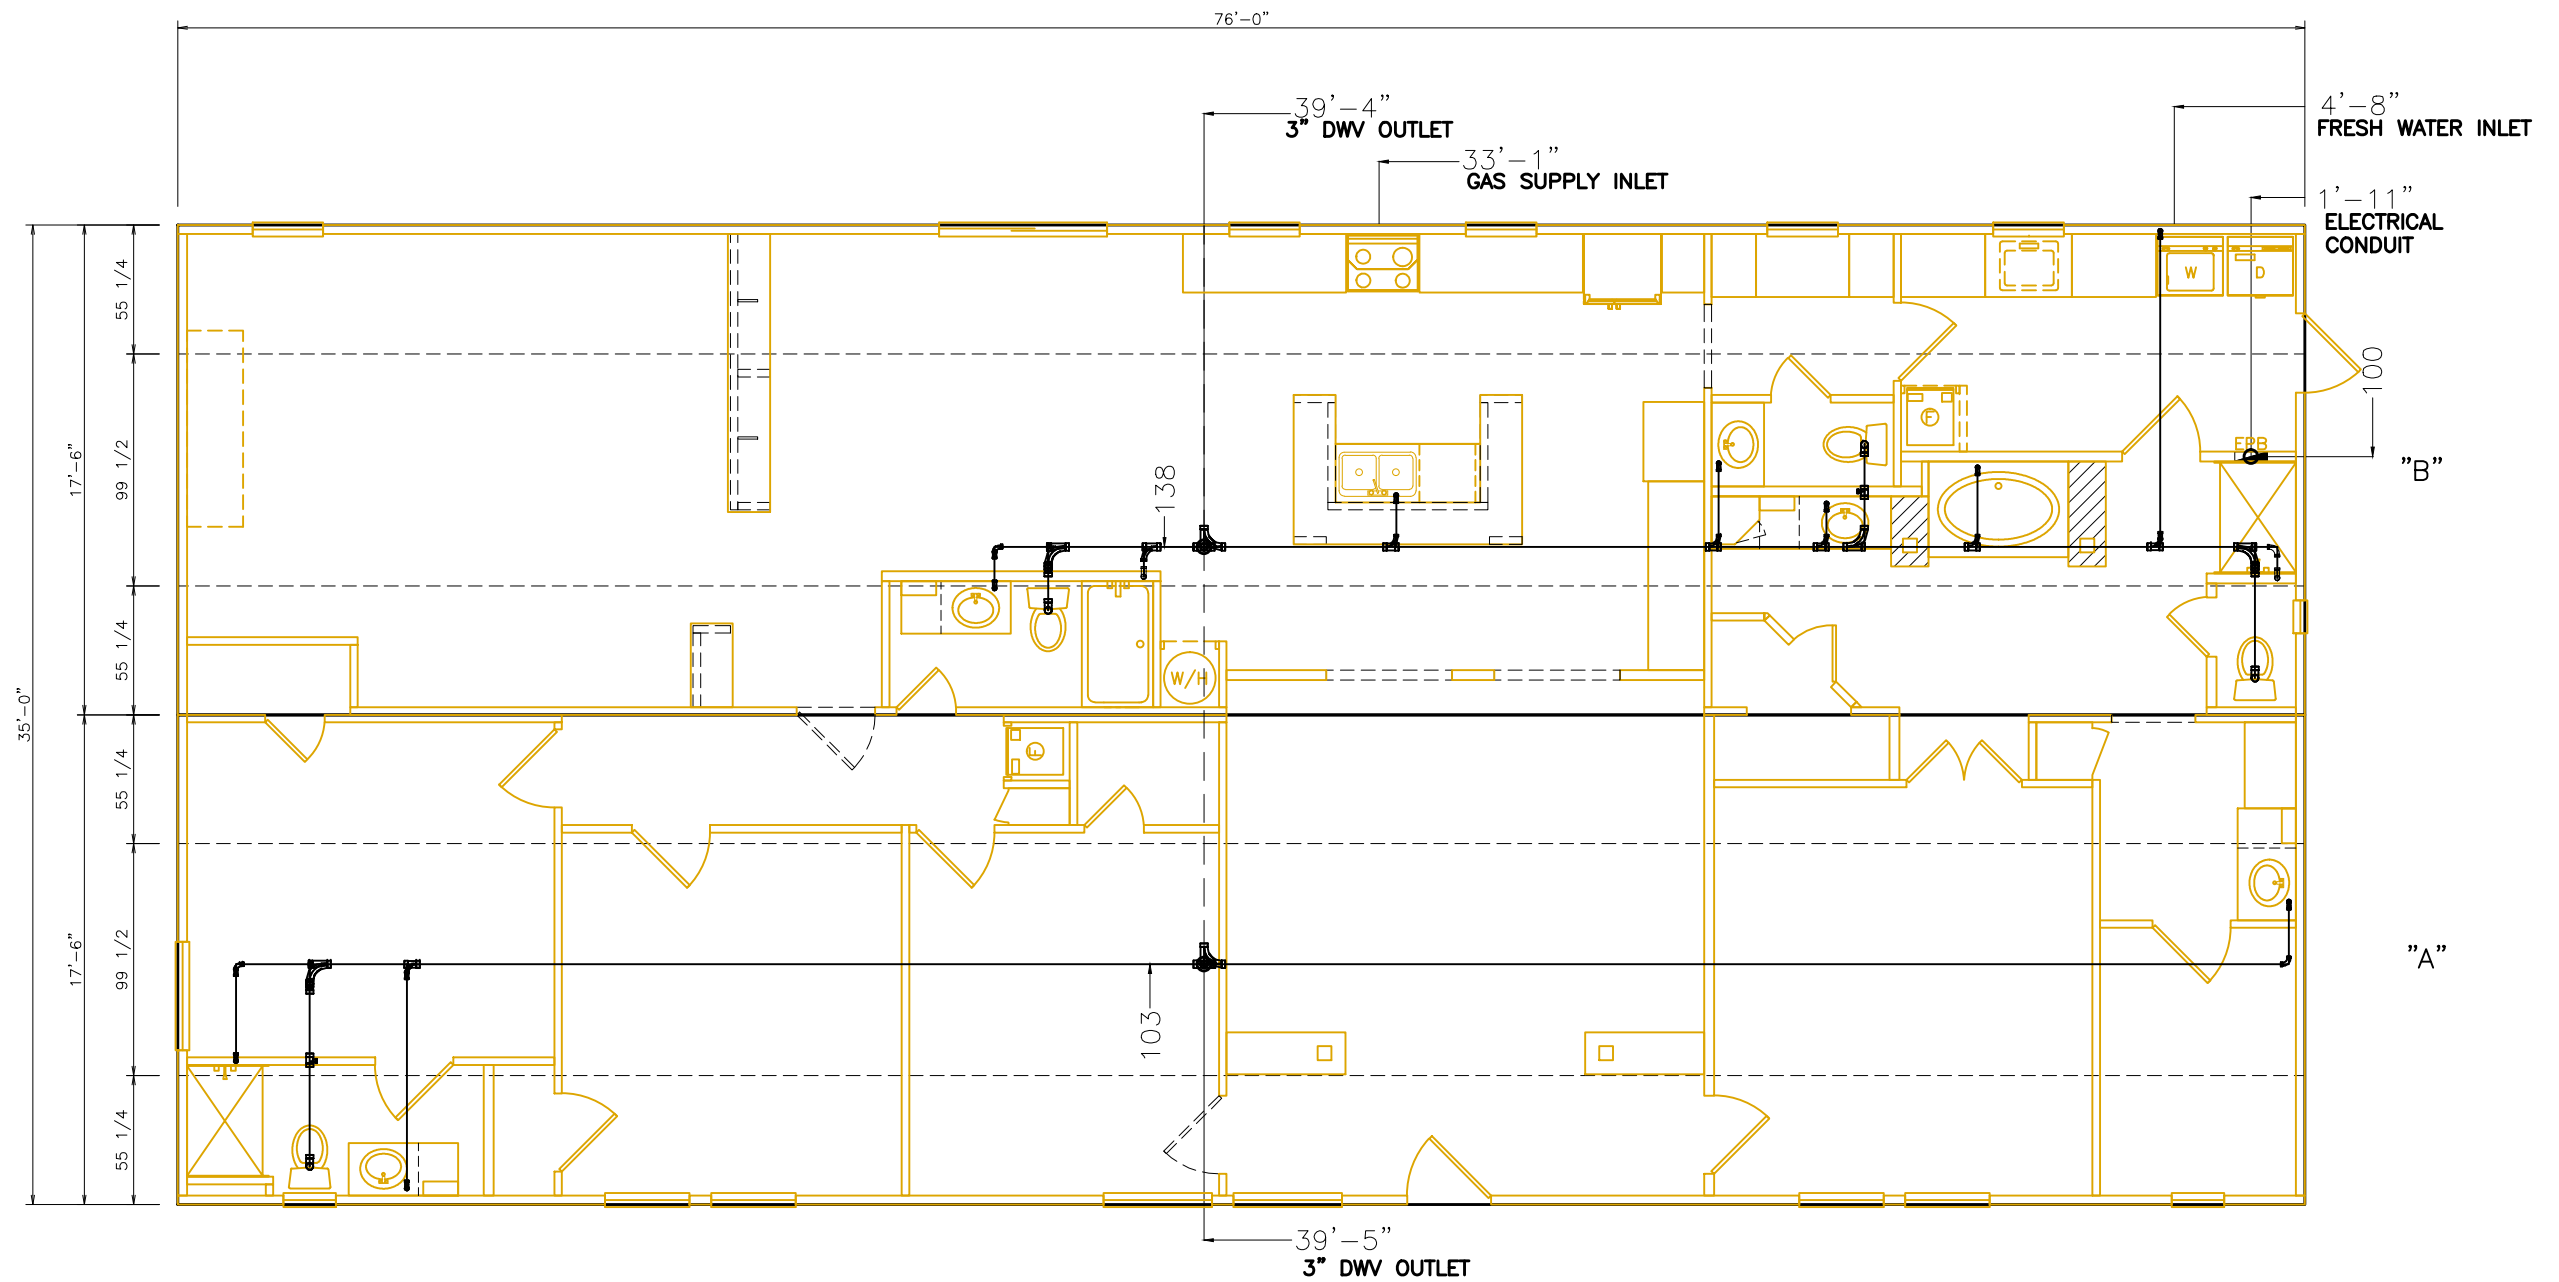 76'-0"
39'-4"
3" DWV OUTLET
4'-8"
FRESH WATER INLET
33'-1"
GAS SUPPLY INLET
1'-11"
ELECTRICAL
CONDUIT
55 1/4
W
D
100
F
EPB
99 1/2
17'-6"
138
"B"
55 1/4
W/H
35'-0"
F
55 1/4
99 1/2
17'-6"
"A"
103
55 1/4
39'-5"
3" DWV OUTLET